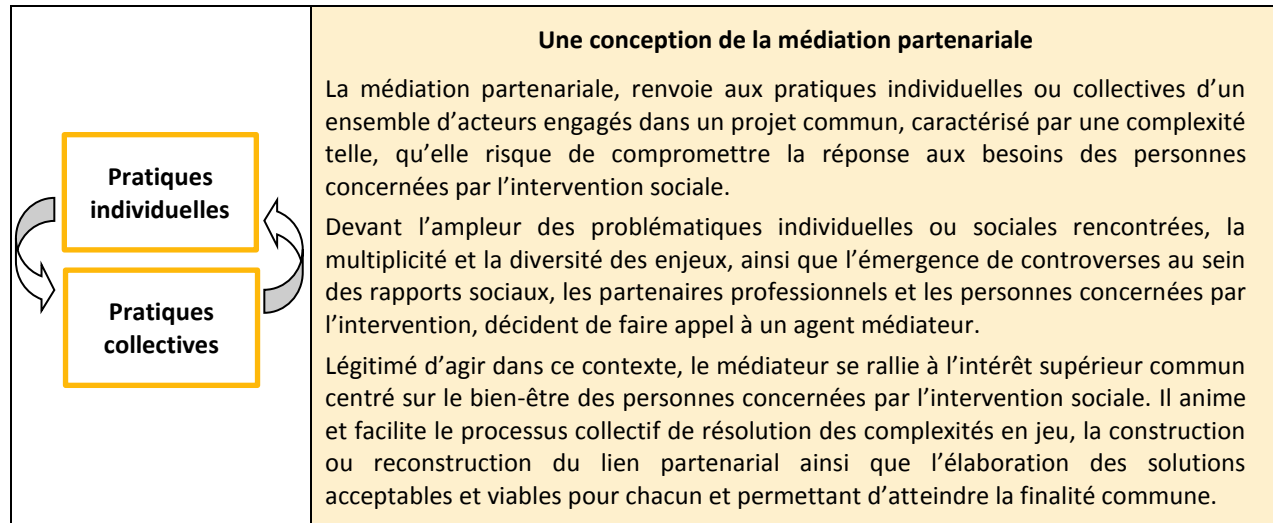 Pratiques
individuelles
Pratiques
collectives
Une conception de la médiation partenariale
La médiation partenariale, renvoie aux pratiques individuelles ou collectives d’un
ensemble d’acteurs engagés dans un projet commun, caractérisé par une complexité
telle, qu’elle risque de compromettre la réponse aux besoins des personnes
concernées par l’intervention sociale.
Devant l’ampleur des problématiques individuelles ou sociales rencontrées, la
multiplicité et la diversité des enjeux, ainsi que l’émergence de controverses au sein
des rapports sociaux, les partenaires professionnels et les personnes concernées par
l’intervention, décident de faire appel à un agent médiateur.
Légitimé d’agir dans ce contexte, le médiateur se rallie à l’intérêt supérieur commun
centré sur le bien-être des personnes concernées par l’intervention sociale. Il anime
et facilite le processus collectif de résolution des complexités en jeu, la construction
ou reconstruction du lien partenarial ainsi que l’élaboration des solutions
acceptables et viables pour chacun et permettant d’atteindre la finalité commune.